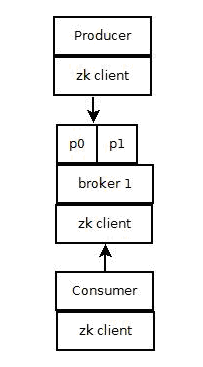 Producer
zk client
p0 p1
broker 1
zk client
Consumer
zk client